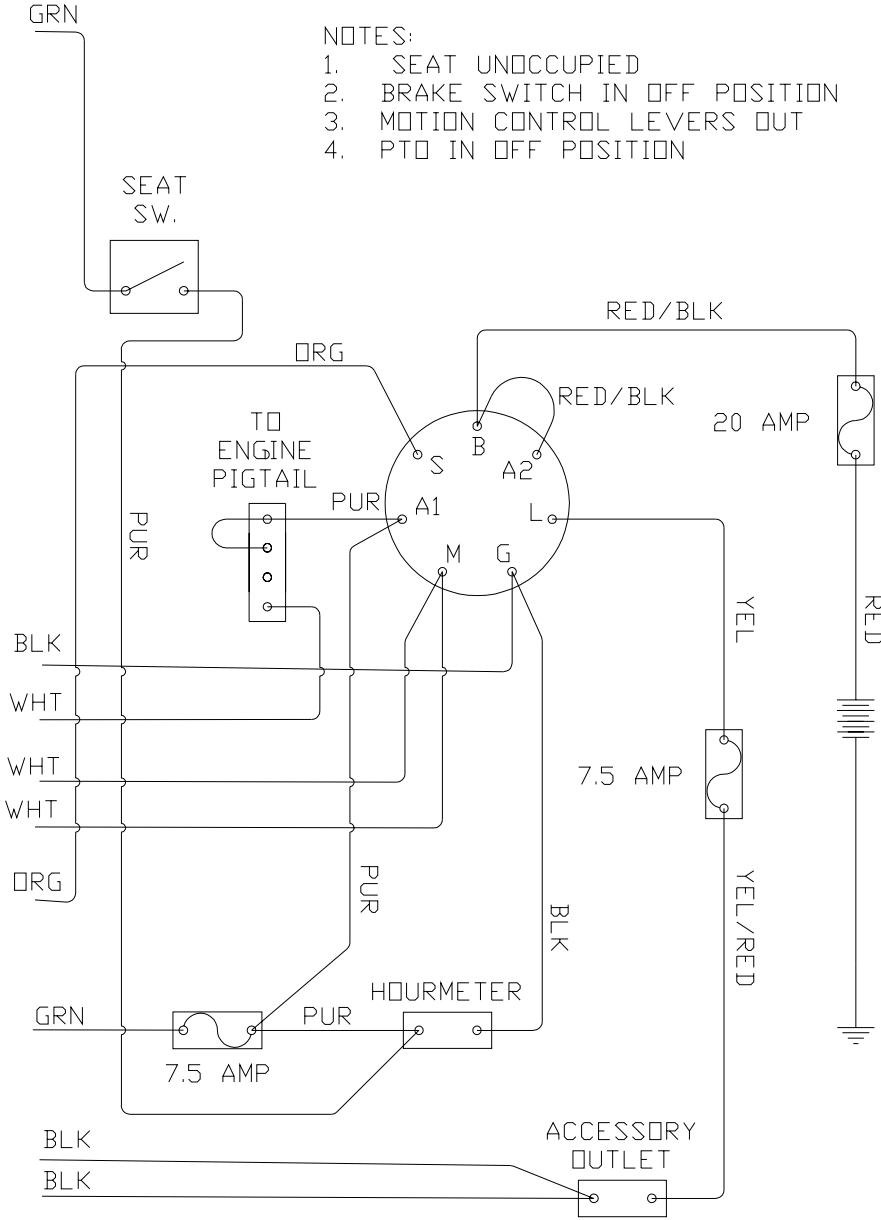 GRN
NOTES:
1. SEAT UNOCCUPIED
2. BRAKE SWITCH IN OFF POSITION
3. MOTION CONTROL LEVERS OUT
4. PTO IN OFF POSITION
SEAT
SW.
RED/BLK
ORG
RED/BLK
20 AMP
TO
ENGINE
PIGTAIL
B
S
A2
PUR
A1
L
PUR
M
G
YEL
RED
BLK
WHT
WHT
7.5 AMP
WHT
ORG
PUR
YEL/RED
BLK
HOURMETER
GRN
PUR
7.5 AMP
BLK
ACCESSORY
OUTLET
BLK